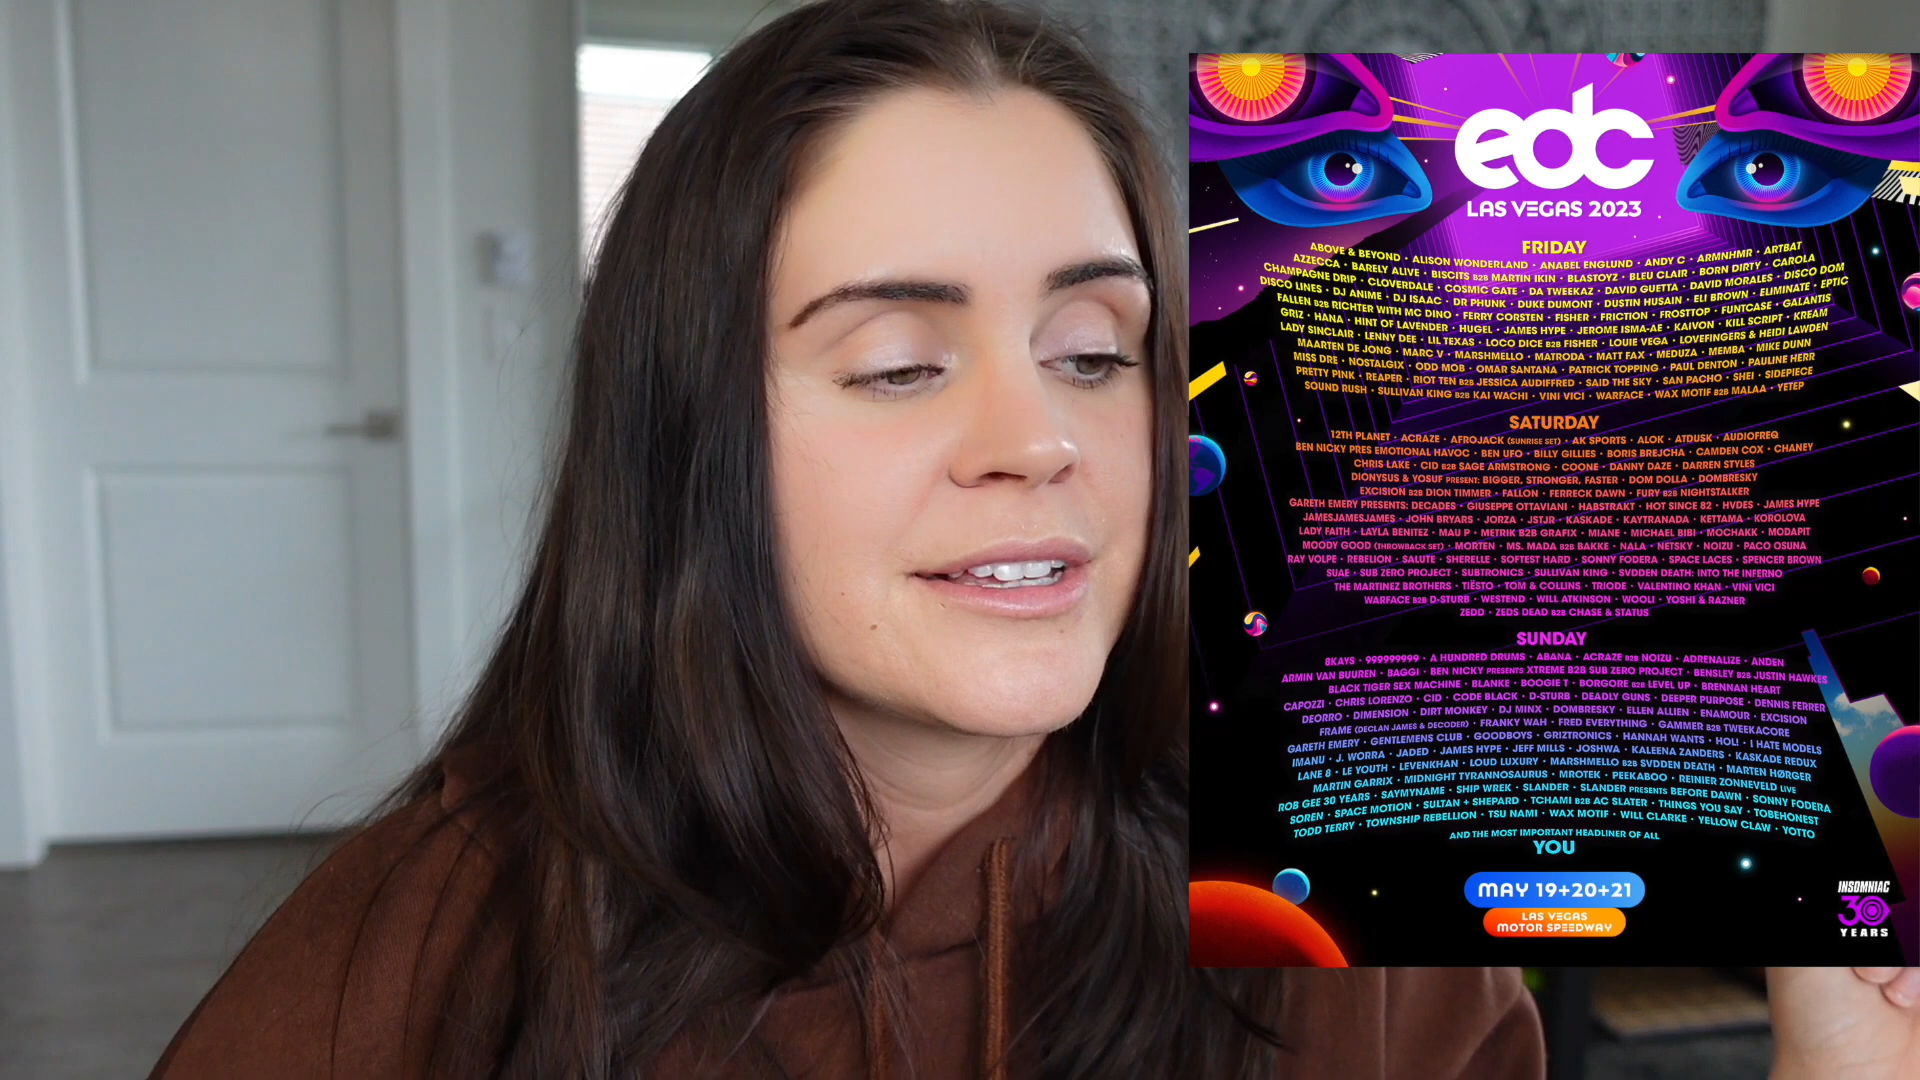 edc
LAS VEGAS 2023
FRIDAY
ABOVE & BEYOND • ALISON WONDERLAND • ANABEL ENGLUND • ANDY C • ARMNHMR • ARTBAT
AZZECCA • BARELY ALIVE • BISCITS B2B MARTIN IKIN • BLASTOYZ • BLEU CLAIR • BORN DIRTY • CAROLA
CHAMPAGNE DRIP • CLOVERDALE • COSMIC GATE • DA TWEEKAZ • DAVID GUETTA • DAVID MORALES • DISCO DOM
DISCO LINES • DJ ANIME • DJ ISAAC • DR PHUNK • DUKE DUMONT • DUSTIN HUSAIN • ELI BROWN • ELIMINATE • EPTIC
FALLEN B2B RICHTER WITH MC DINO • FERRY CORSTEN • FISHER • FRICTION • FROSTTOP • FUNTCASE • GALANTIS
GRIZ • HANA • HINT OF LAVENDER • HUGEL • JAMES HYPE • JEROME ISMA-AE • KAIVON • KILL SCRIPT • KREAM
LADY SINCLAIR • LENNY DEE • LIL TEXAS • LOCO DICE B2B FISHER • LOUIE VEGA • LOVEFINGERS & HEIDI LAWDEN
MAARTEN DE JONG • MARC V • MARSHMELLO • MATRODA • MATT FAX • MEDUZA • MEMBA • MIKE DUNN
MISS DRE • NOSTALGIX • ODD MOB • OMAR SANTANA • PATRICK TOPPING • PAUL DENTON • PAULINE HERR
PRETTY PINK • REAPER • RIOT TEN B2B JESSICA AUDIFFRED • SAID THE SKY • SAN PACHO • SHEI • SIDEPIECE
SOUND RUSH • SULLIVAN KING B2B KAI WACHI • VINI VICI • WARFACE • WAX MOTIF B2B MALAA • YETEP
SATURDAY
12TH PLANET • ACRAZE • AFROJACK (SUNRISE SET) • AK SPORTS • ALOK • ATDUSK • AUDIOFREQ
BEN NICKY PRES EMOTIONAL HAVOC • BEN UFO • BILLY GILLIES • BORIS BREJCHA • CAMDEN COX • CHANEY
CHRIS LAKE • CID B2B SAGE ARMSTRONG • COONE • DANNY DAZE • DARREN STYLES
DIONYSUS & YOSUF PRESENT: BIGGER, STRONGER, FASTER • DOM DOLLA • DOMBRESKY
EXCISION B2B DION TIMMER • FALLON • FERRECK DAWN • FURY B2B NIGHTSTALKER
GARETH EMERY PRESENTS: DECADES • GIUSEPPE OTTAVIANI • HABSTRAKT • HOT SINCE 82 • HVDES • JAMES HYPE
JAMESJAMESJAMES • JOHN BRYARS • JORZA • JSTJR • KASKADE • KAYTRANADA • KETTAMA • KOROLOVA
LADY FAITH • LAYLA BENITEZ • MAU P • METRIK B2B GRAFIX • MIANE • MICHAEL BIBI • MOCHAKK • MODAPIT
MOODY GOOD (THROWBACK SET) • MORTEN • MS. MADA B2B BAKKE • NALA • NETSKY • NOIZU • PACO OSUNA
RAY VOLPE • REBELION • SALUTE • SHERELLE • SOFTEST HARD • SONNY FODERA • SPACE LACES • SPENCER BROWN
SUAE • SUB ZERO PROJECT • SUBTRONICS • SULLIVAN KING • SVDDEN DEATH: INTO THE INFERNO
THE MARTINEZ BROTHERS • TIËSTO • TOM & COLLINS • TRIODE • VALENTINO KHAN • VINI VICI
WARFACE B2B D-STURB • WESTEND • WILL ATKINSON • WOOLI • YOSHI & RAZNER
ZEDD • ZEDS DEAD B2B CHASE & STATUS
SUNDAY
8KAYS • 999999999 • A HUNDRED DRUMS • ABANA • ACRAZE B2B NOIZU • ADRENALIZE • ANDEN
ARMIN VAN BUUREN • BAGGI • BEN NICKY PRESENTS XTREME B2B SUB ZERO PROJECT • BENSLEY B2B JUSTIN HAWKES
BLACK TIGER SEX MACHINE • BLANKE • BOOGIE T • BORGORE B2B LEVEL UP • BRENNAN HEART
CAPOZZI • CHRIS LORENZO • CID • CODE BLACK • D-STURB • DEADLY GUNS • DEEPER PURPOSE • DENNIS FERRER
DEORRO • DIMENSION • DIRT MONKEY • DJ MINX • DOMBRESKY • ELLEN ALLIEN • ENAMOUR • EXCISION
FRAME (DECLAN JAMES & DECODER) • FRANKY WAH • FRED EVERYTHING • GAMMER B2B TWEEKACORE
GARETH EMERY • GENTLEMENS CLUB • GOODBOYS • GRIZTRONICS • HANNAH WANTS • HOL! • I HATE MODELS
IMANU • J. WORRA • JADED • JAMES HYPE • JEFF MILLS • JOSHWA • KALEENA ZANDERS • KASKADE REDUX
LANE 8 • LE YOUTH • LEVENKHAN • LOUD LUXURY • MARSHMELLO B2B SVDDEN DEATH • MARTEN HØRGER
MARTIN GARRIX • MIDNIGHT TYRANNOSAURUS • MROTEK • PEEKABOO • REINIER ZONNEVELD LIVE
ROB GEE 30 YEARS • SAYMYNAME • SHIP WREK • SLANDER • SLANDER PRESENTS BEFORE DAWN • SONNY FODERA
SOREN • SPACE MOTION • SULTAN + SHEPARD • TCHAMI B2B AC SLATER • THINGS YOU SAY • TOBEHONEST
TODD TERRY • TOWNSHIP REBELLION • TSU NAMI • WAX MOTIF • WILL CLARKE • YELLOW CLAW • YOTTO
AND THE MOST IMPORTANT HEADLINER OF ALL
YOU
MAY 19+20+21
LAS VEGAS
MOTOR SPEEDWAY
INSOMNIAC
30
YEARS